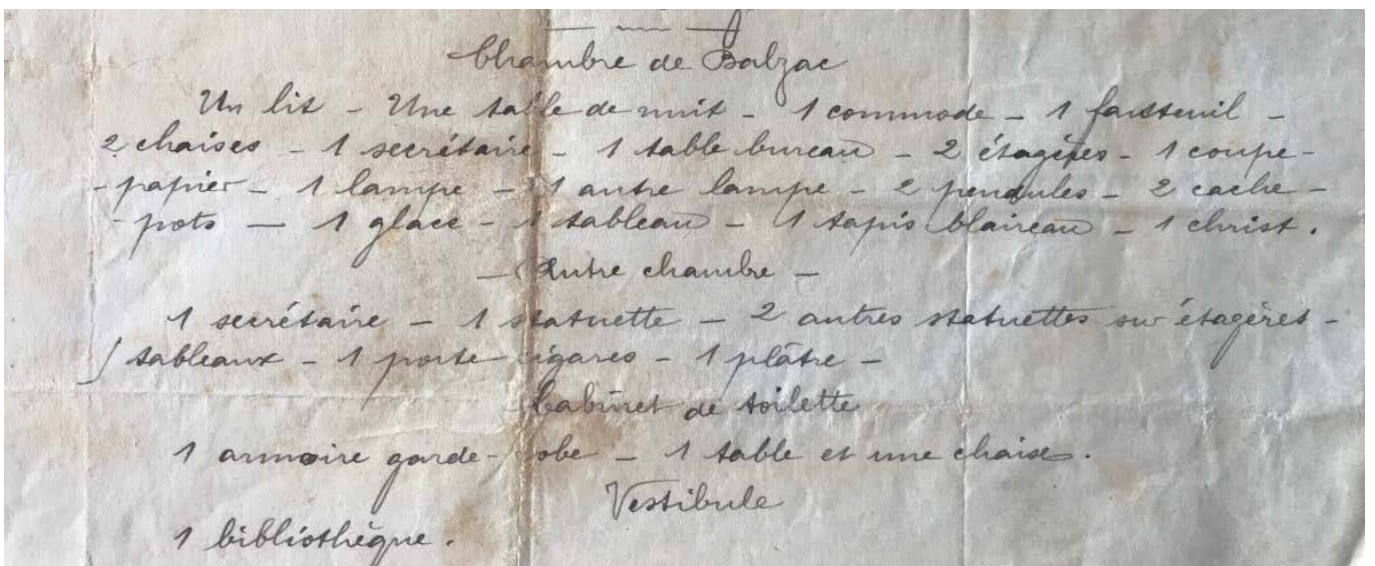 Chambre de Balzac
Un lit - Une table de nuit - 1 commode - 1 fauteuil -
2 chaises - 1 secrétaire - 1 table bureau - 2 étagères - 1 coupe-
- papier - 1 lampe - 1 autre lampe - 2 pendules - 2 cache-
- pots — 1 glace - 1 tableau - 1 tapis blaireau - 1 christ.
- Autre chambre -
1 secrétaire - 1 statuette - 2 autres statuettes sur étagères -
tableaux - 1 porte cigares - 1 plâtre -
Cabinet de toilette
1 armoire garde-robe - 1 table et une chaise.
Vestibule
1 bibliothèque.